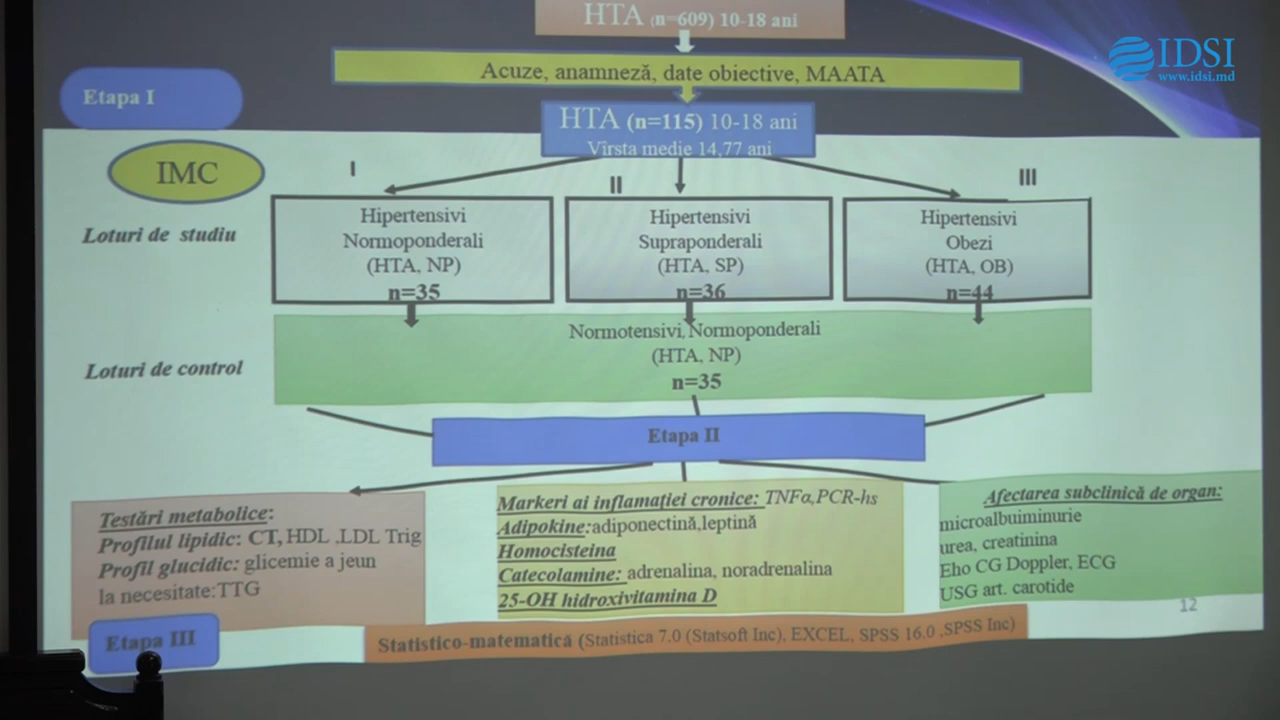 HTA (n=609) 10-18 ani
IDSI
www.idsi.md
Acuze, anamneză, date obiective, MAATA
Etapa I
HTA (n=115) 10-18 ani
Vîrsta medie 14,77 ani
IMC
I
II
III
Loturi de studiu
Hipertensivi
Normoponderali
(HTA, NP)
n=35
Hipertensivi
Supraponderali
(HTA, SP)
n=36
Hipertensivi
Obezi
(HTA, OB)
n=44
Loturi de control
Normotensivi, Normoponderali
(HTA, NP)
n=35
Etapa II
Testări metabolice:
Profilul lipidic: CT, HDL ,LDL Trig
Profil glucidic: glicemie a jeun
la necesitate:TTG
Markeri ai inflamației cronice: TNFα,PCR-hs
Adipokine:adiponectină,leptină
Homocisteina
Catecolamine: adrenalina, noradrenalina
25-OH hidroxivitamina D
Afectarea subclinică de organ:
microalbuiminurie
urea, creatinina
Eho CG Doppler, ECG
USG art. carotide
12
Etapa III
Statistico-matematică (Statistica 7.0 (Statsoft Inc), EXCEL, SPSS 16.0 ,SPSS Inc)